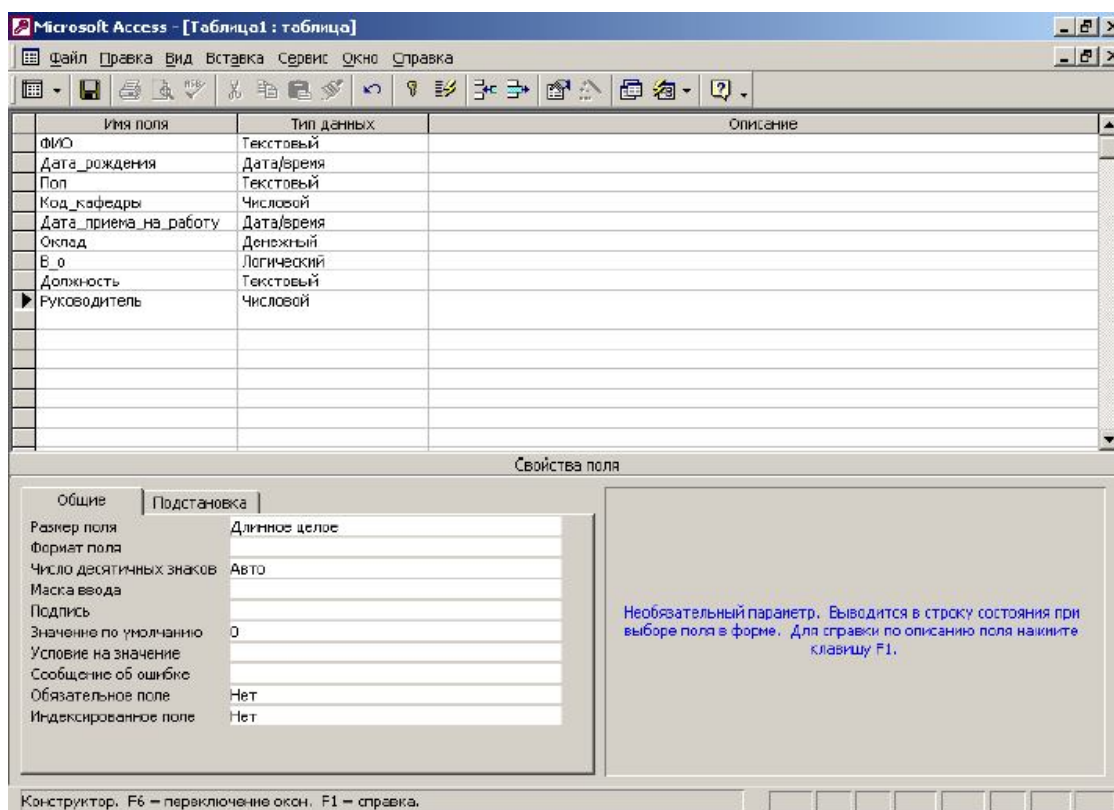 Microsoft Access - [Таблица1 : таблица]
Файл Правка Вид Вставка Сервис Окно Справка
Имя поля Тип данных Описание
ФИО Текстовый
Дата_рождения Дата/время
Пол Текстовый
Код_кафедры Числовой
Дата_приема_на_работу Дата/время
Оклад Денежный
В_о Логический
Должность Текстовый
Руководитель Числовой
Свойства поля
Общие Подстановка
Размер поля Длинное целое
Формат поля
Число десятичных знаков Авто
Маска ввода
Подпись
Значение по умолчанию 0
Условие на значение
Сообщение об ошибке
Обязательное поле Нет
Индексированное поле Нет
Необязательный параметр. Выводится в строку состояния при
выборе поля в форме. Для справки по описанию поля нажмите
клавишу F1.
Конструктор. F6 = переключение окон. F1 = справка.